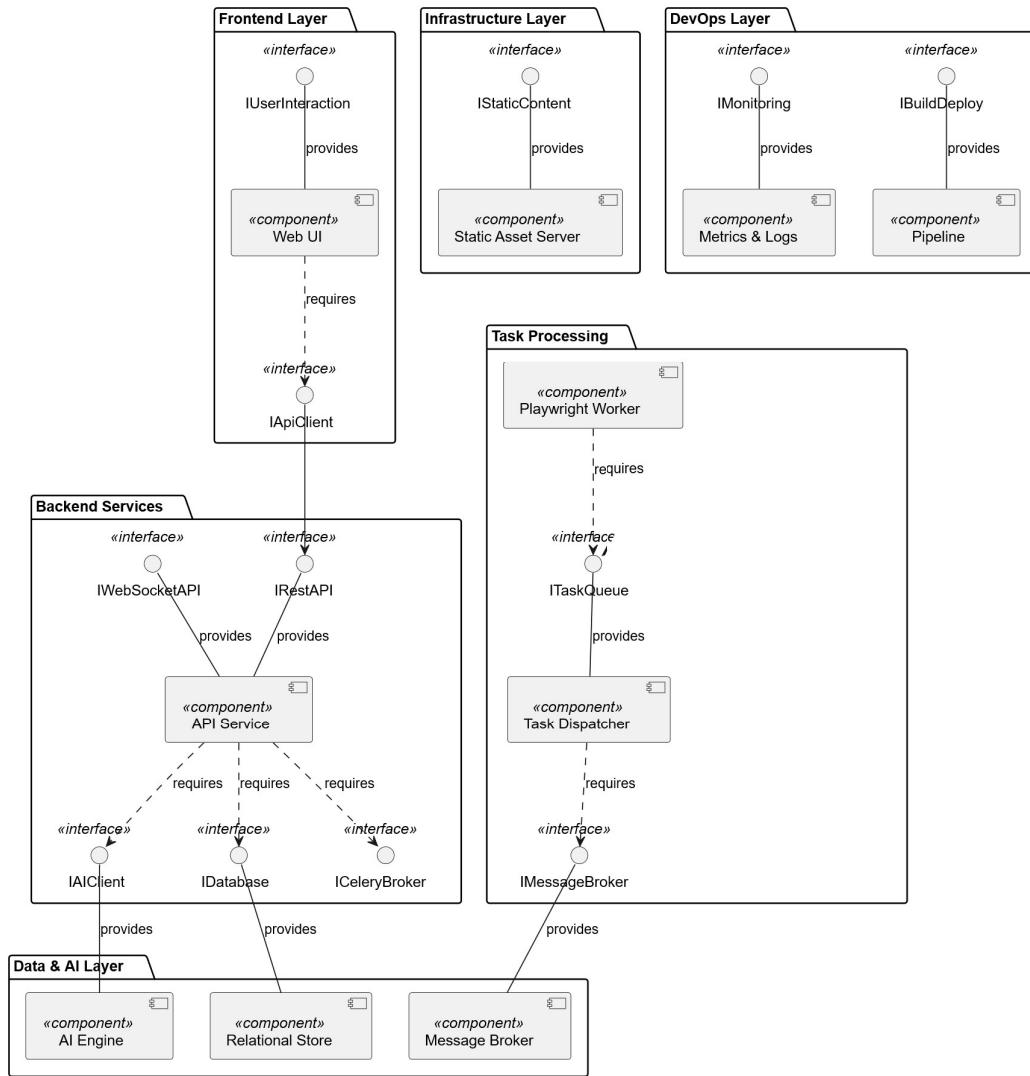 Frontend Layer
«interface»
IUserInteraction
provides
«component»
Web UI
requires
«interface»
IApiClient
Infrastructure Layer
«interface»
IStaticContent
provides
«component»
Static Asset Server
DevOps Layer
«interface»
IMonitoring
provides
«component»
Metrics & Logs
«interface»
IBuildDeploy
provides
«component»
Pipeline
Task Processing
«component»
Playwright Worker
requires
«interface
ITaskQueue
provides
«component»
Task Dispatcher
requires
«interface»
IMessageBroker
provides
Backend Services
«interface»
IWebSocketAPI
provides
«interface»
IRestAPI
provides
«component»
API Service
requires
requires
requires
«interface»
IAIClient
provides
«interface»
IDatabase
provides
«interface»
ICeleryBroker
Data & AI Layer
«component»
AI Engine
«component»
Relational Store
«component»
Message Broker